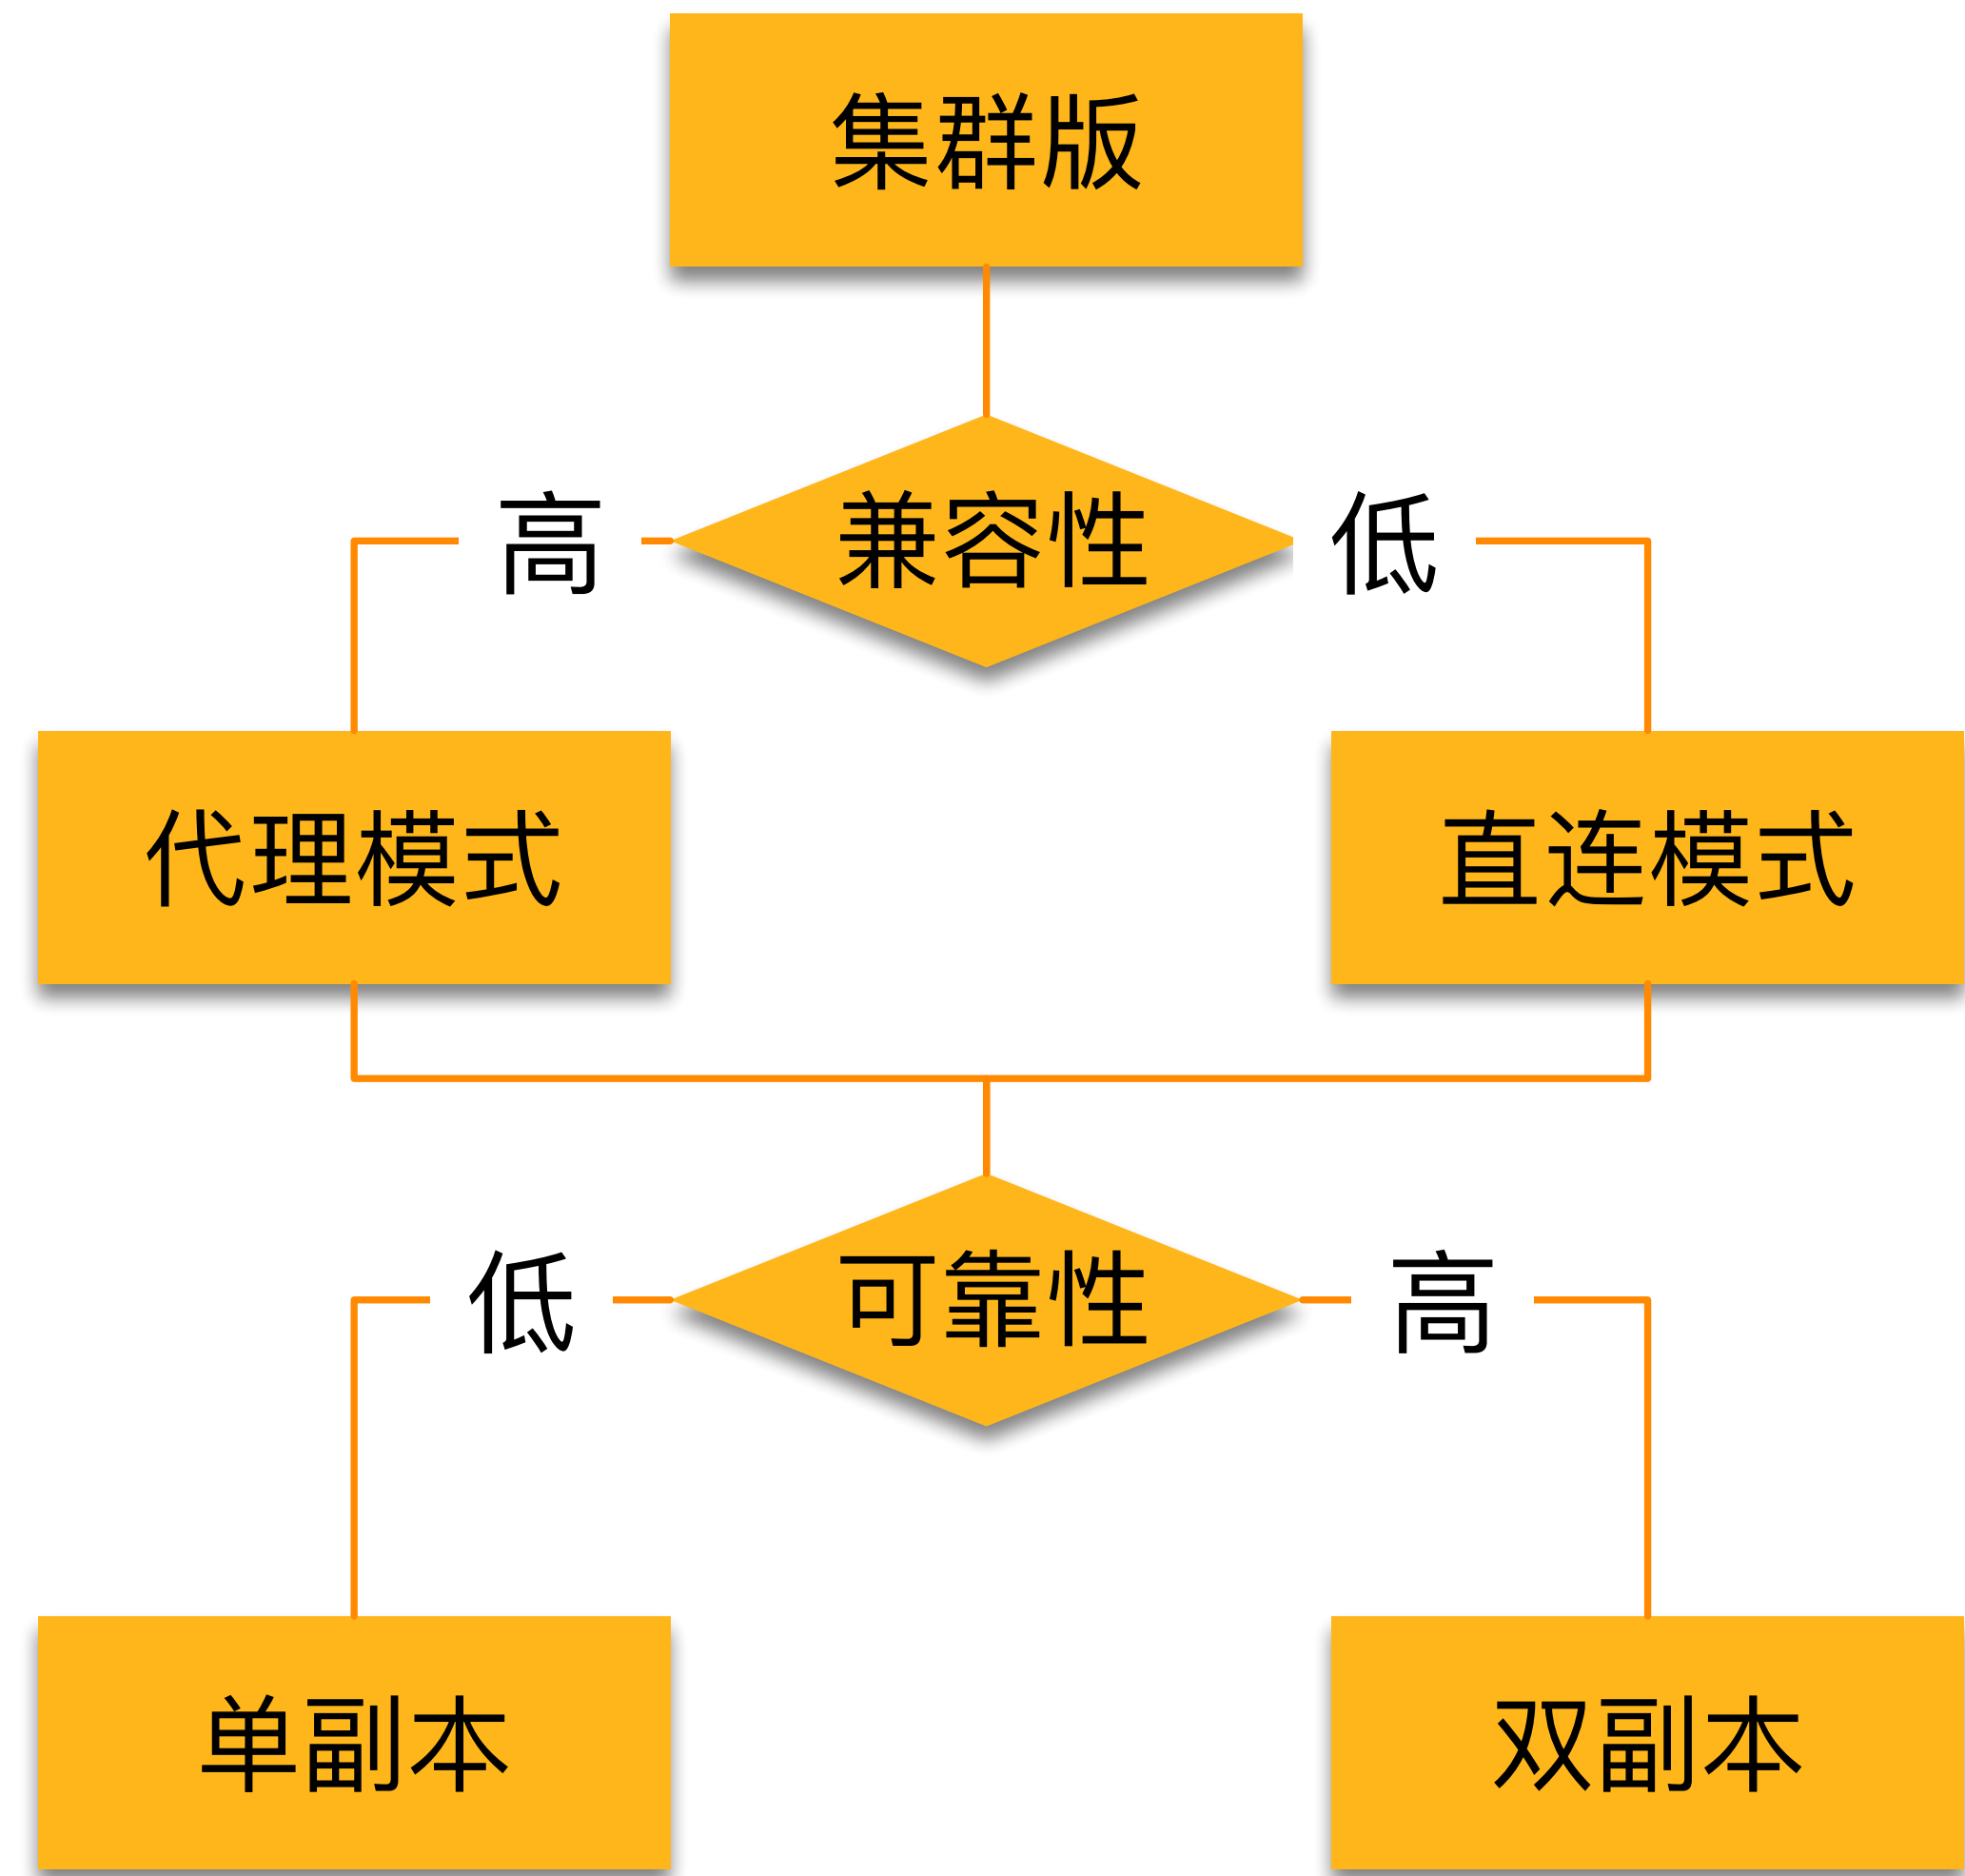 集群版
高
兼容性
低
代理模式
直连模式
低
可靠性
高
单副本
双副本